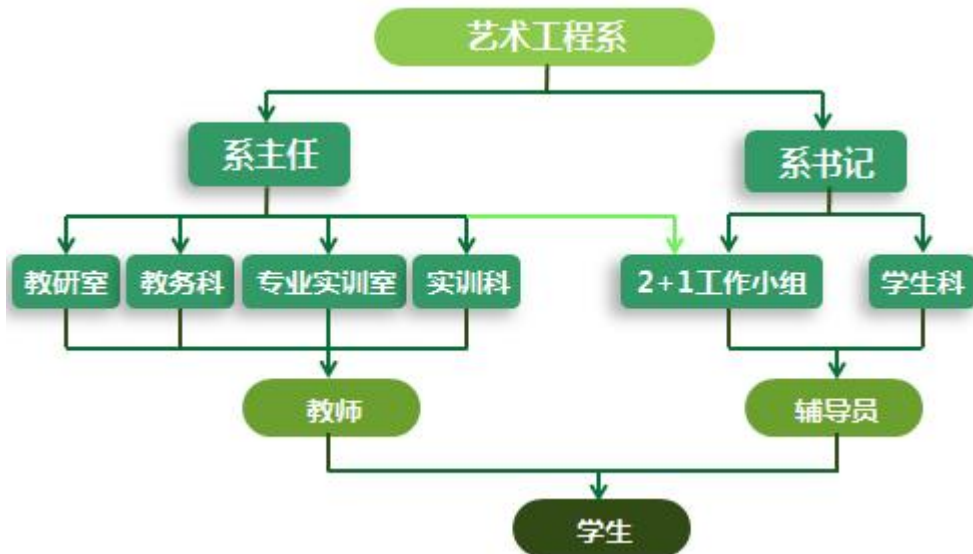 艺术工程系
系主任
系书记
教研室
教务科
专业实训室
实训科
2+1工作小组
学生科
教师
辅导员
学生